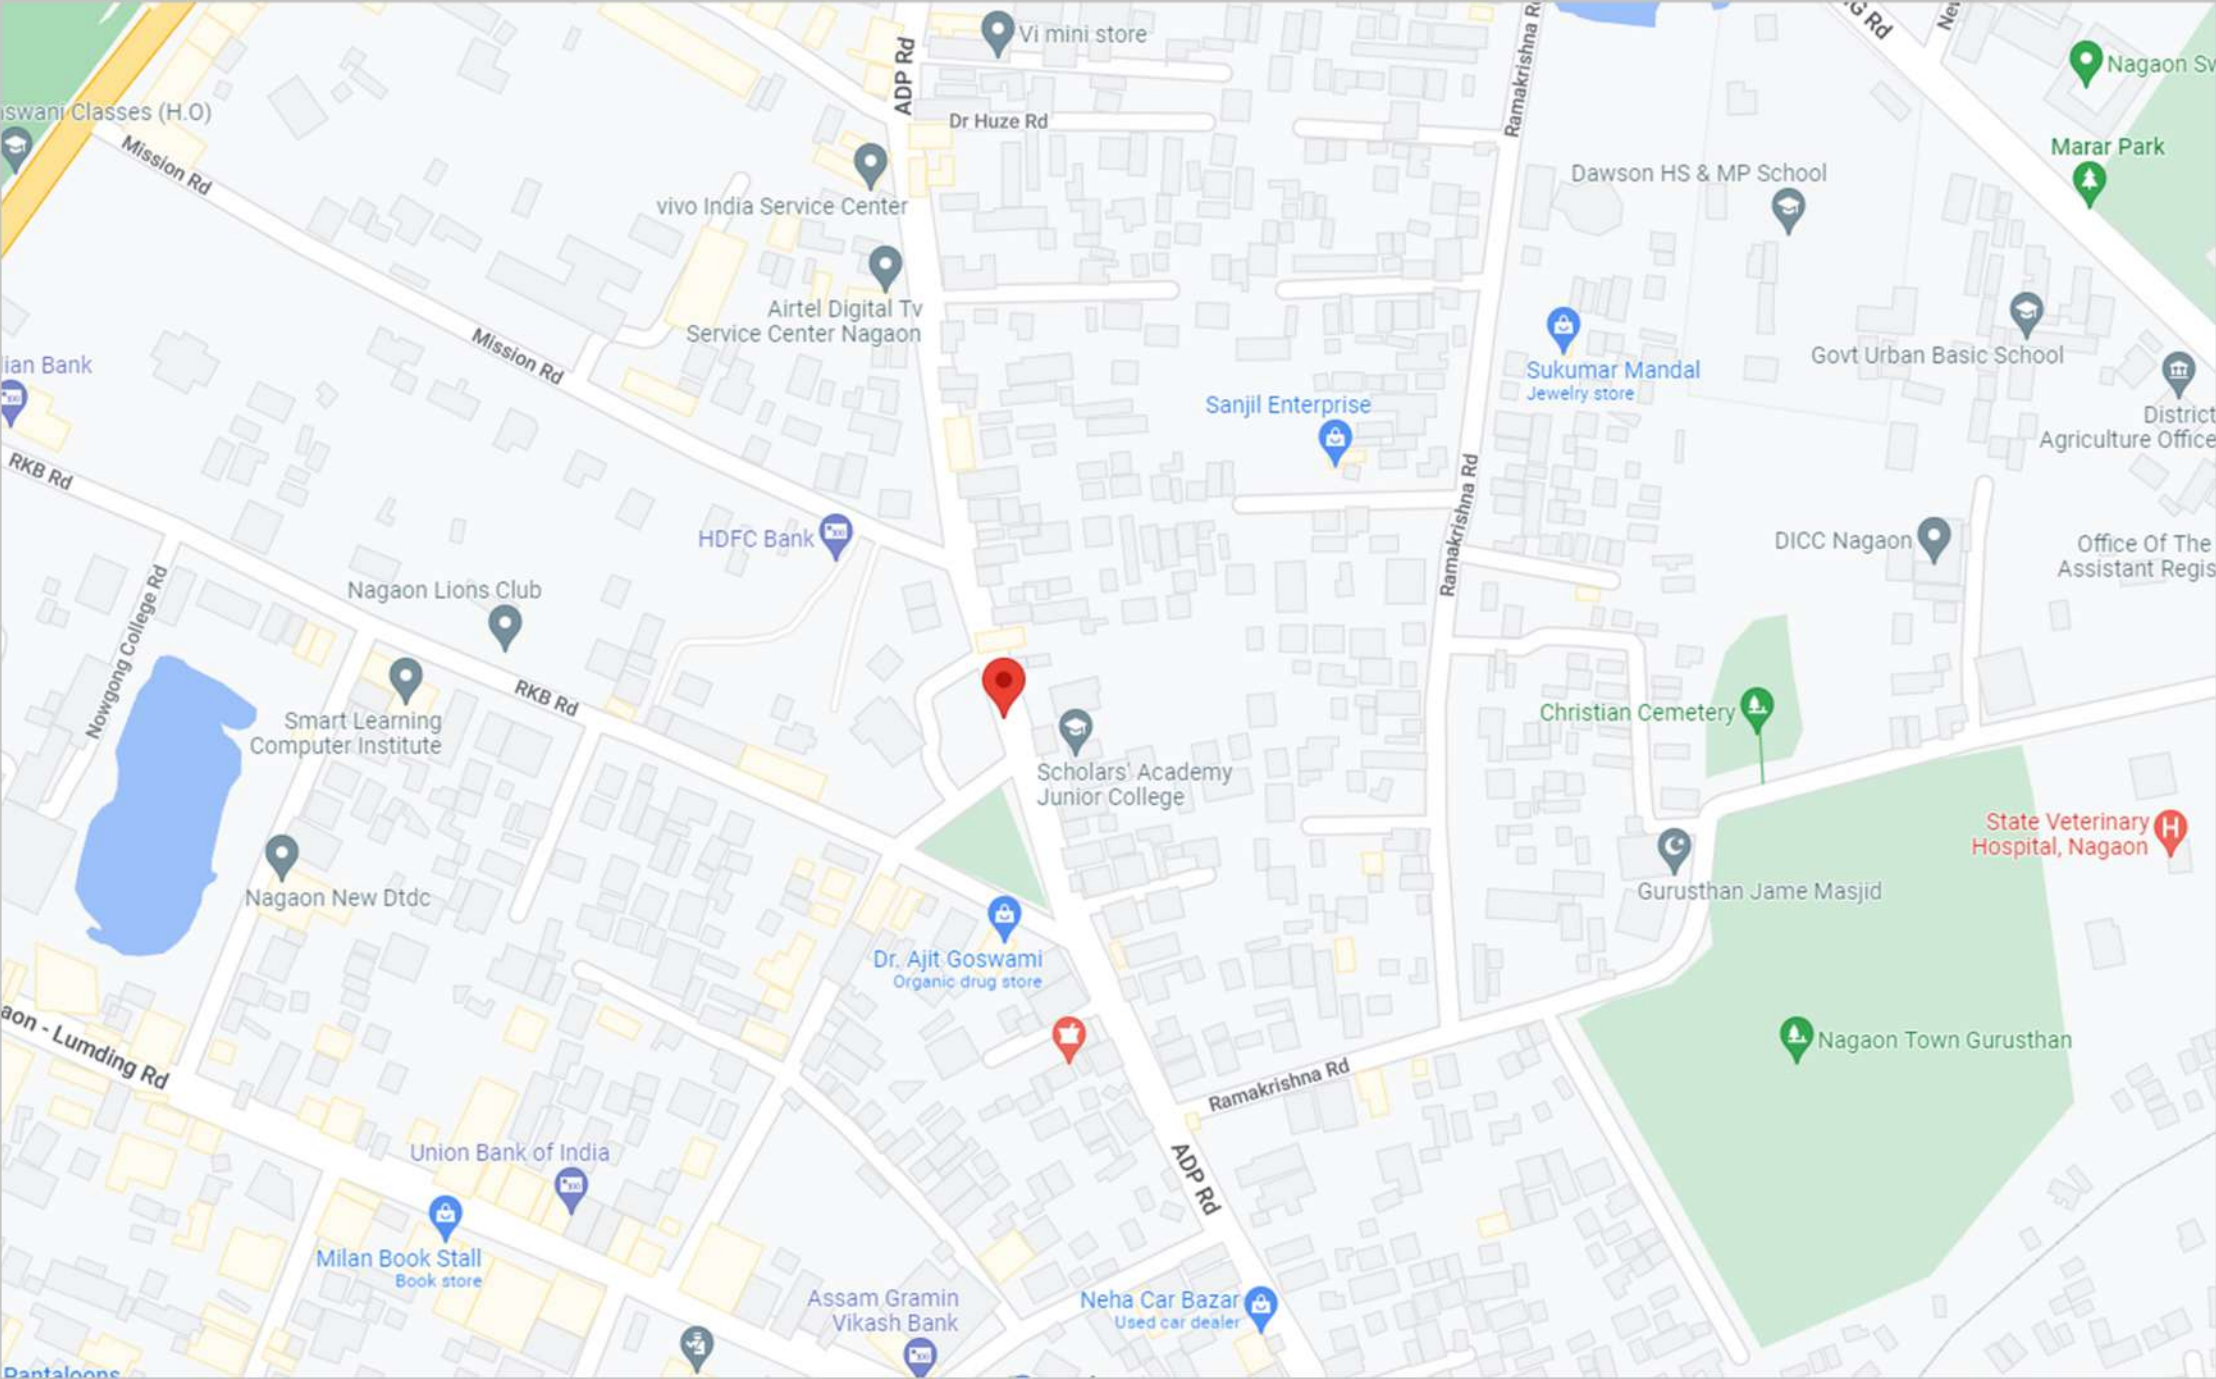 Vi mini store
ADP Rd
Ramakrishna R
G Rd
Nev
Nagaon Sv
Marar Park
swani Classes (H.O)
Mission Rd
Dr Huze Rd
vivo India Service Center
Dawson HS & MP School
Airtel Digital Tv
Service Center Nagaon
Mission Rd
ian Bank
Sukumar Mandal
Jewelry store
Govt Urban Basic School
Sanjil Enterprise
District
Agriculture Office
RKB Rd
Ramakrishna Rd
HDFC Bank
DICC Nagaon
Office Of The
Assistant Regis
Nagaon Lions Club
Nowgong College Rd
RKB Rd
Smart Learning
Computer Institute
Christian Cemetery
Scholars' Academy
Junior College
State Veterinary
Hospital, Nagaon
Nagaon New Dtdc
Gurusthan Jame Masjid
Dr. Ajit Goswami
Organic drug store
aon - Lumding Rd
Nagaon Town Gurusthan
Ramakrishna Rd
Union Bank of India
ADP Rd
Milan Book Stall
Book store
Assam Gramin
Vikash Bank
Neha Car Bazar
Used car dealer
Pantaloons